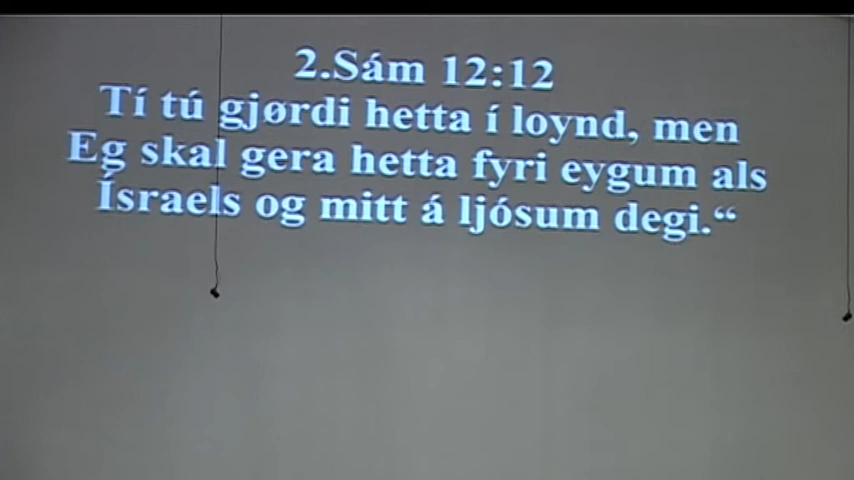 2.Sám 12:12
Tí tú gjørdi hetta í loynd, men
Eg skal gera hetta fyri eygum als
Ísraels og mitt á ljósum degi.“